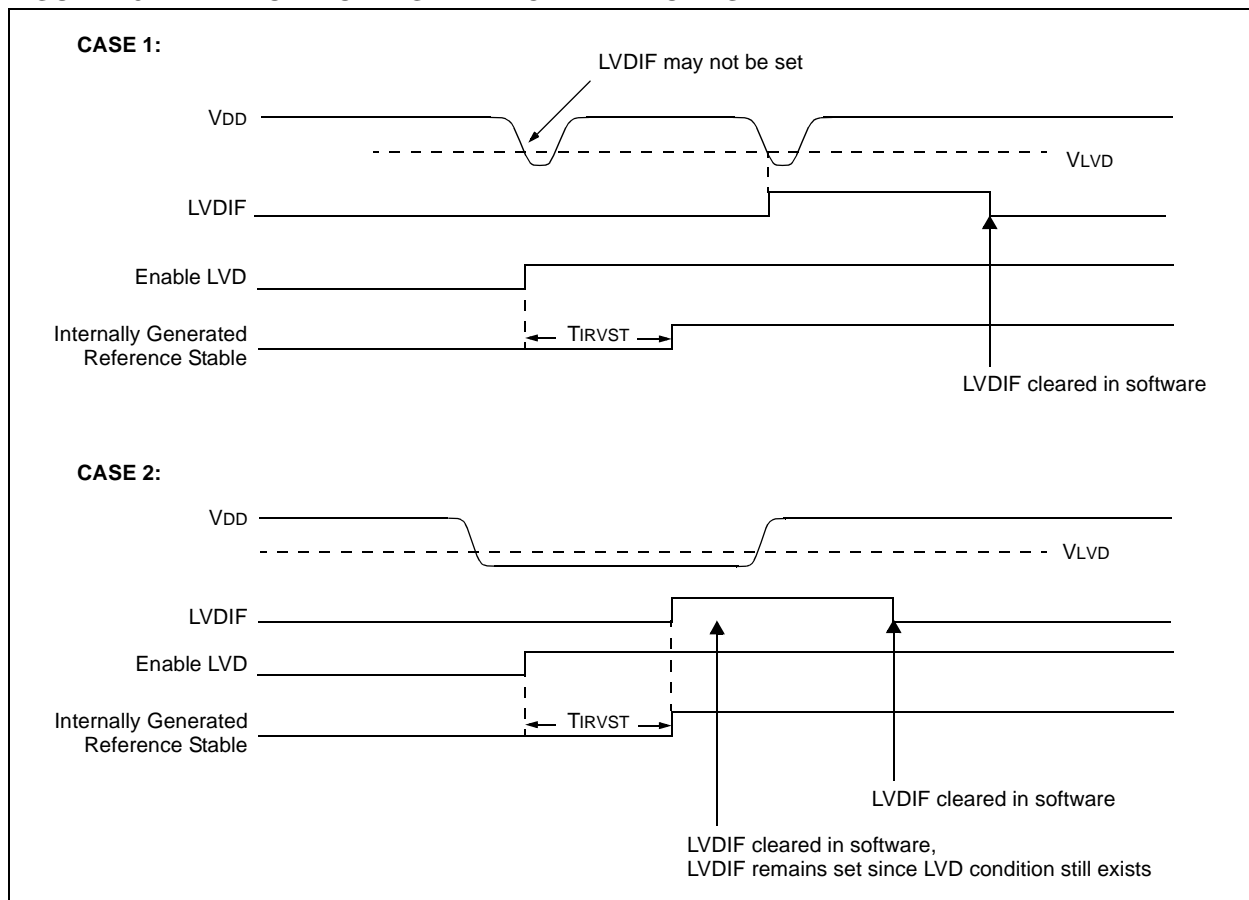 CASE 1:
LVDIF may not be set
VDD
VLVD
LVDIF
Enable LVD
Internally Generated
Reference Stable
TIRVST
LVDIF cleared in software
CASE 2:
VDD
VLVD
LVDIF
Enable LVD
Internally Generated
Reference Stable
TIRVST
LVDIF cleared in software
LVDIF cleared in software,
LVDIF remains set since LVD condition still exists